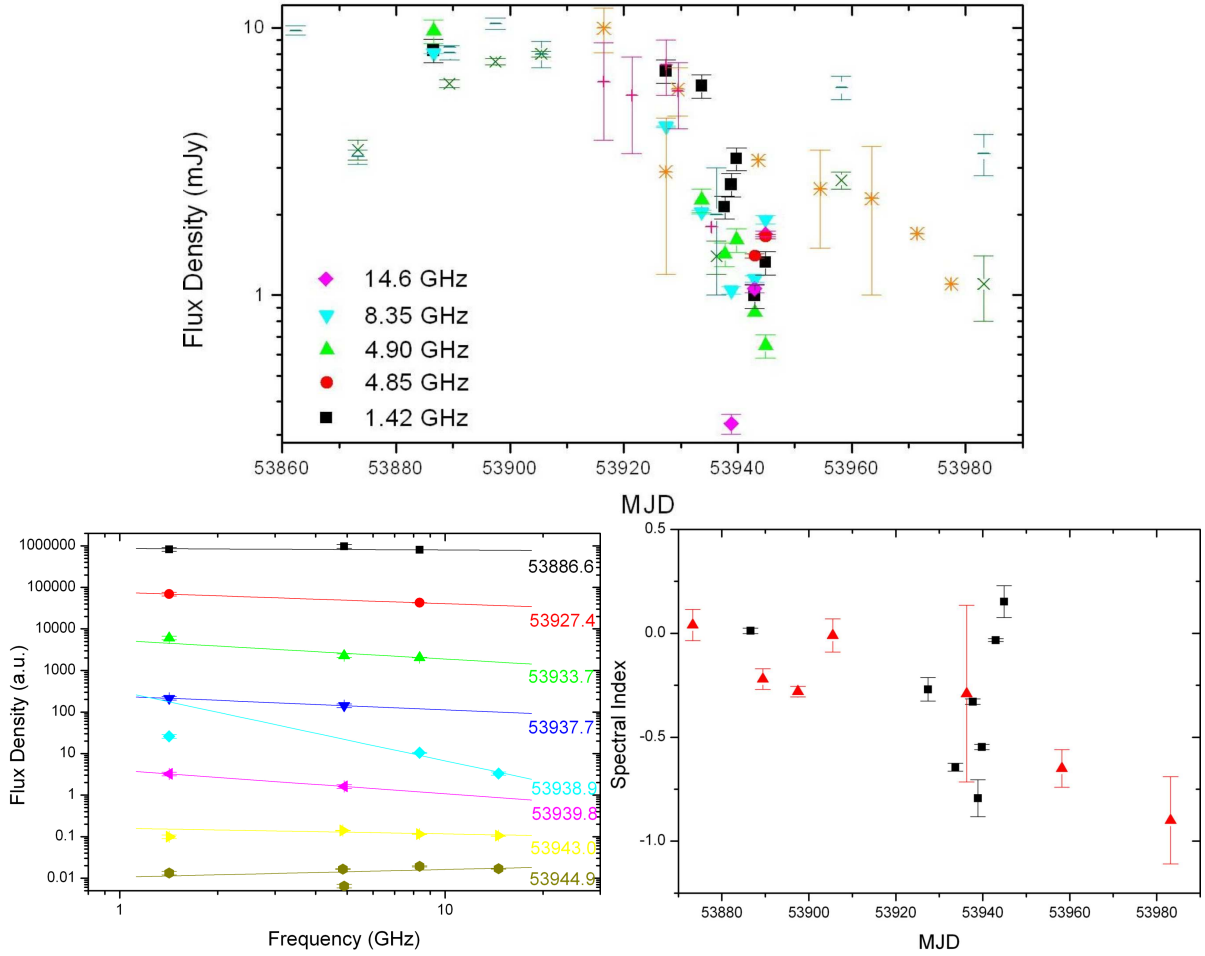 10
1
Flux Density (mJy)
14.6 GHz
8.35 GHz
4.90 GHz
4.85 GHz
1.42 GHz
53860 53880 53900 53920 53940 53960 53980
MJD
1000000
100000
10000
1000
100
10
1
0.1
0.01
Flux Density (a.u.)
53886.6
53927.4
53933.7
53937.7
53938.9
53939.8
53943.0
53944.9
1 10
Frequency (GHz)
0.5
0.0
-0.5
-1.0
Spectral Index
53880 53900 53920 53940 53960 53980
MJD